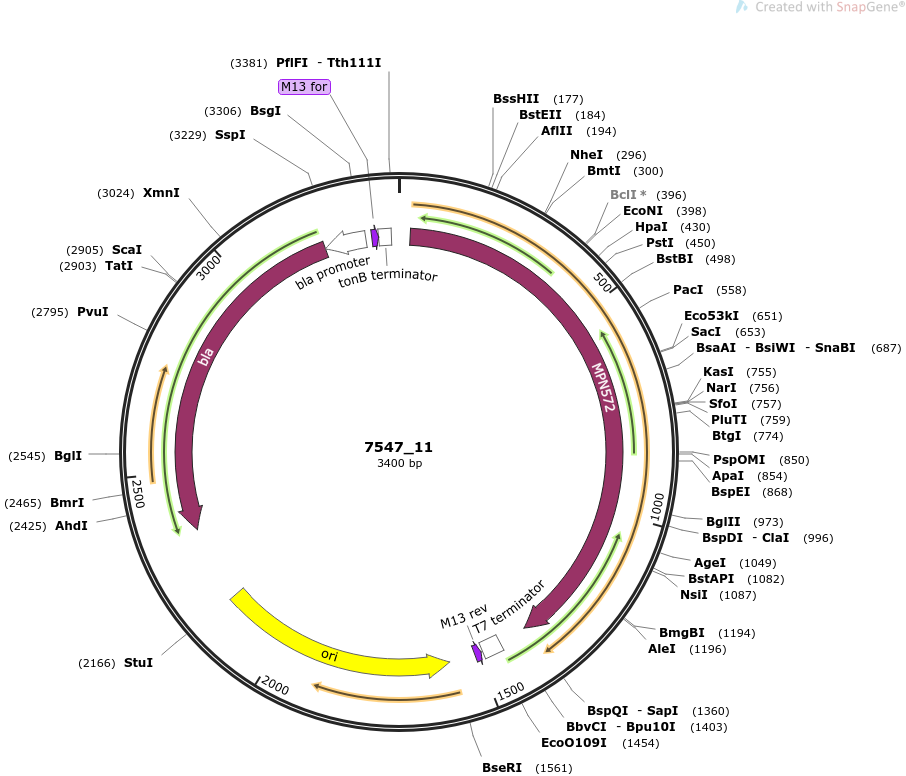 Created with SnapGene®
(3381) PflFI - Tth111I
M13 for
(3306) BsgI
(3229) SspI
(3024) XmnI
(2905) ScaI
(2903) TatI
(2795) PvuI
(2545) BglI
(2465) BmrI
(2425) AhdI
(2166) StuI
BssHII (177)
BstEII (184)
AflII (194)
NheI (296)
BmtI (300)
BclI * (396)
EcoNI (398)
HpaI (430)
PstI (450)
BstBI (498)
PacI (558)
Eco53kI (651)
SacI (653)
BsaAI - BsiWI - SnaBI (687)
KasI (755)
NarI (756)
SfoI (757)
PluTI (759)
BtgI (774)
PspOMI (850)
ApaI (854)
BspEI (868)
BglII (973)
BspDI - ClaI (996)
AgeI (1049)
BstAPI (1082)
NsiI (1087)
BmgBI (1194)
AleI (1196)
BspQI - SapI (1360)
BbvCI - Bpu10I (1403)
EcoO109I (1454)
BseRI (1561)
500
1000
1500
2000
2500
3000
bla promoter
tonB terminator
bla
MPN572
7547_11
3400 bp
M13 rev
T7 terminator
ori